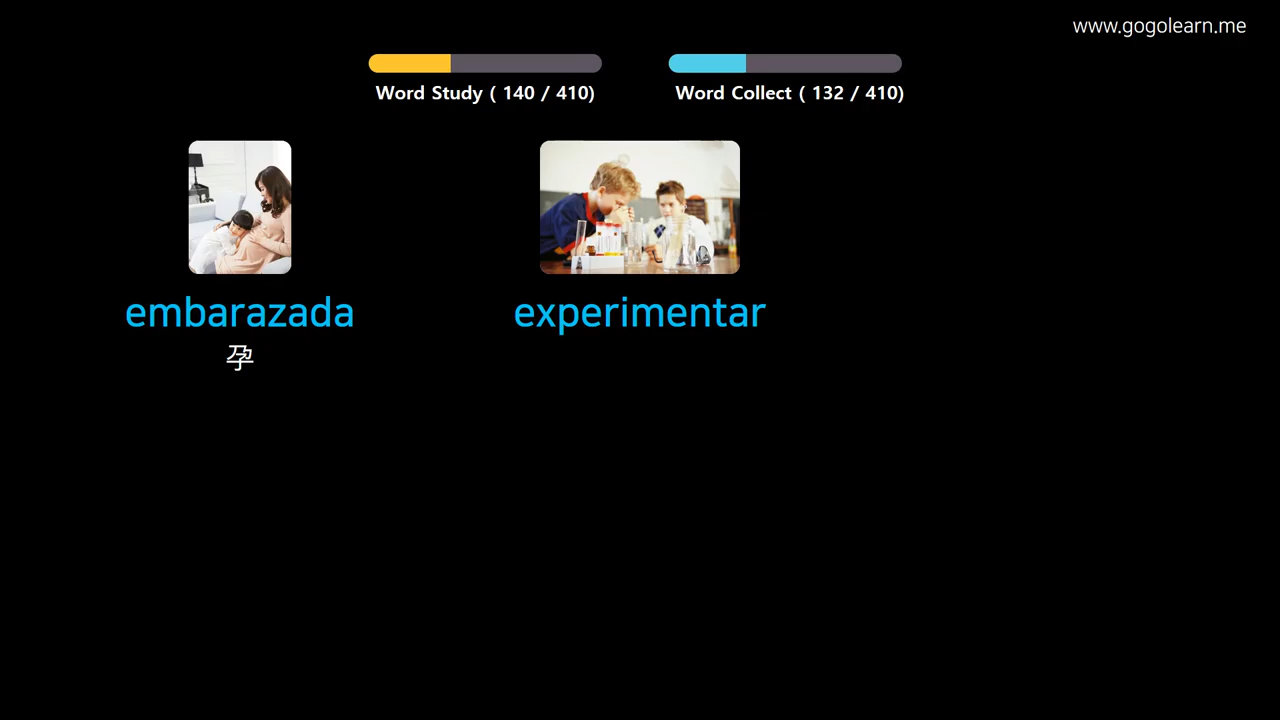 www.gogolearn.me
Word Study ( 140 / 410)
Word Collect ( 132 / 410)
embarazada
experimentar
孕